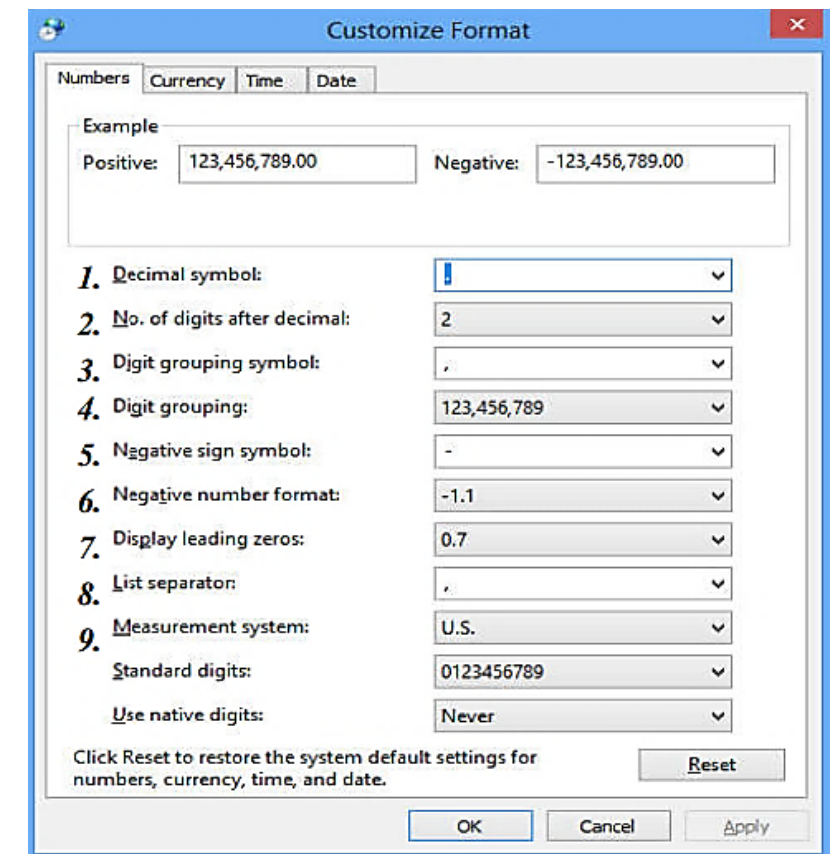 Customize Format
Numbers Currency Time Date
Example
Positive: 123,456,789.00 Negative: -123,456,789.00
1. Decimal symbol: .
2. No. of digits after decimal: 2
3. Digit grouping symbol: ,
4. Digit grouping: 123,456,789
5. Negative sign symbol: -
6. Negative number format: -1.1
7. Display leading zeros: 0.7
8. List separator: ,
9. Measurement system: U.S.
Standard digits: 0123456789
Use native digits: Never
Click Reset to restore the system default settings for
numbers, currency, time, and date.
Reset
OK Cancel Apply